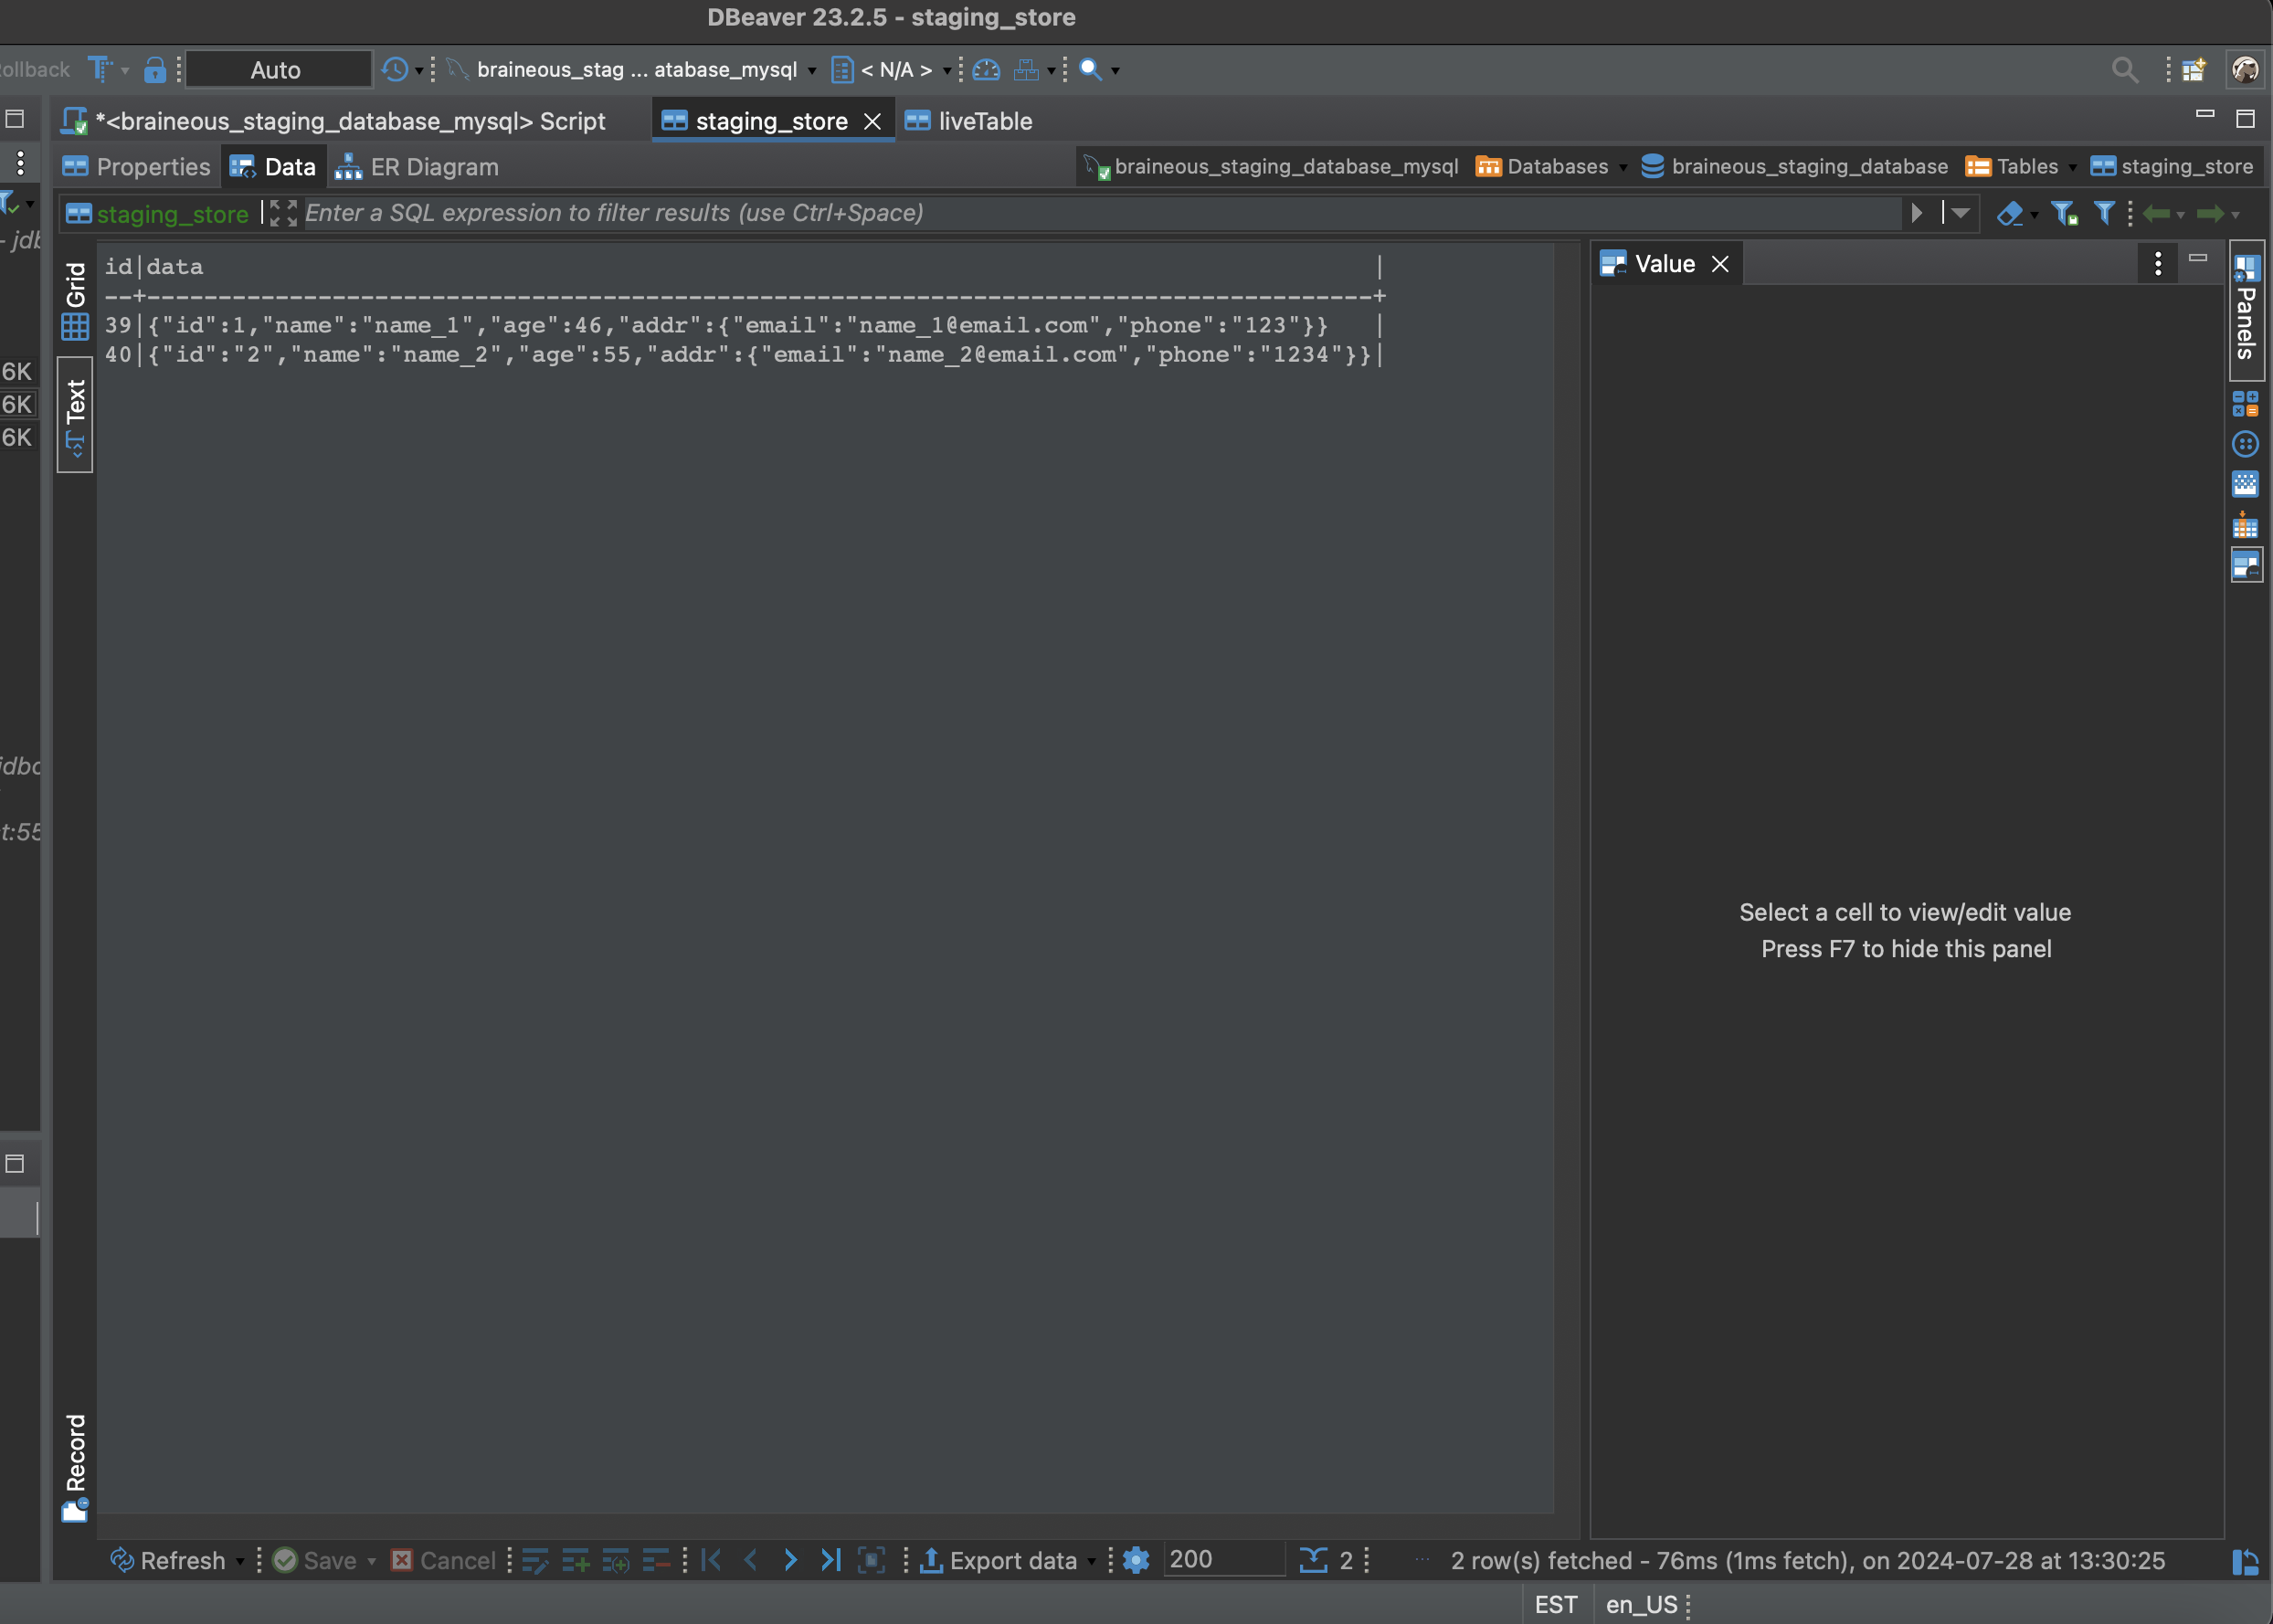 DBeaver 23.2.5 - staging_store
ollback Auto braineous_stag ... atabase_mysql < N/A >
*<braineous_staging_database_mysql> Script staging_store liveTable
Properties Data ER Diagram braineous_staging_database_mysql Databases braineous_staging_database Tables staging_store
staging_store Enter a SQL expression to filter results (use Ctrl+Space)
- jdb
Grid
Text
Record
id|data |
--+---------------------------------------------------------------------------------------+
39|{"id":1,"name":"name_1","age":46,"addr":{"email":"name_1@email.com","phone":"123"}} |
40|{"id":"2","name":"name_2","age":55,"addr":{"email":"name_2@email.com","phone":"1234"}}|
6K
6K
6K
jdbc
t:55
Value
Select a cell to view/edit value
Press F7 to hide this panel
Panels
Refresh Save Cancel Export data 200 2 ... 2 row(s) fetched - 76ms (1ms fetch), on 2024-07-28 at 13:30:25
EST en_US